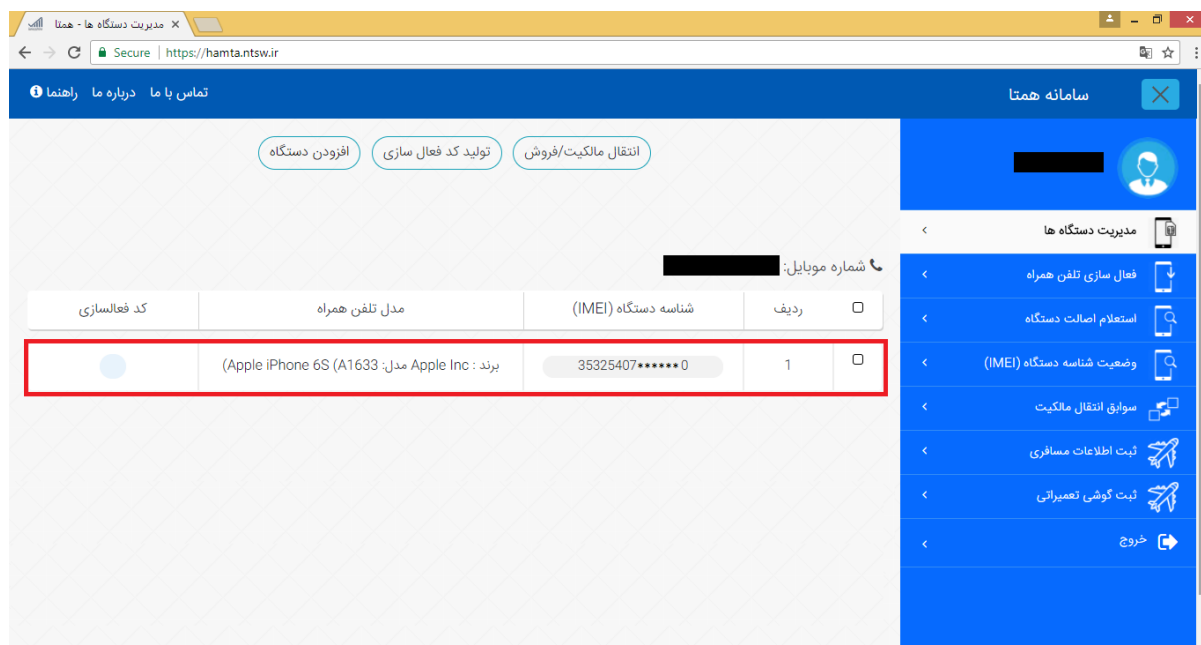 مدیریت دستگاه ها - همتا
Secure | https://hamta.ntsw.ir
سامانه همتا
تماس با ما درباره ما راهنما
انتقال مالکیت/فروش تولید کد فعال سازی افزودن دستگاه
مدیریت دستگاه ها
فعال سازی تلفن همراه
استعلام اصالت دستگاه
وضعیت شناسه دستگاه (IMEI)
سوابق انتقال مالکیت
ثبت اطلاعات مسافری
ثبت گوشی تعمیراتی
خروج
شماره موبایل:
ردیف شناسه دستگاه (IMEI) مدل تلفن همراه کد فعالسازی
1 35325407******0 برند : Apple Inc مدل: Apple iPhone 6S (A1633)